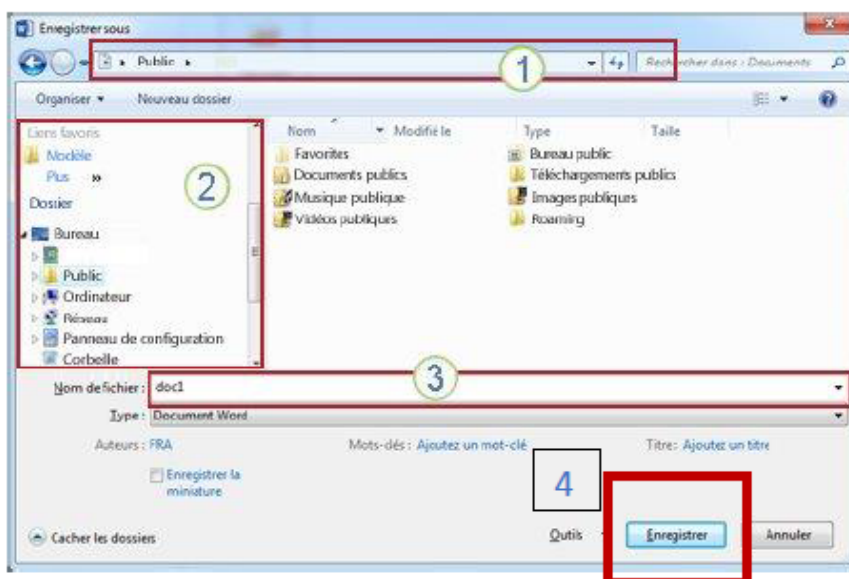 Enregistrer sous
Public
1
Rechercher dans : Documents
Organiser
Nouveau dossier
Liens favoris
Modèle
Plus »
Dossier
Bureau
Public
Ordinateur
Réseau
Panneau de configuration
Corbeille
2
Nom Modifié le Type Taille
Favorites Bureau public
Documents publics Téléchargements publics
Musique publique Images publiques
Vidéos publiques Roaming
3
Nom de fichier : doc1
Type : Document Word
Auteurs : FRA Mots-clés : Ajoutez un mot-clé Titre : Ajoutez un titre
Enregistrer la
miniature
4
Cacher les dossiers Outils Enregistrer Annuler